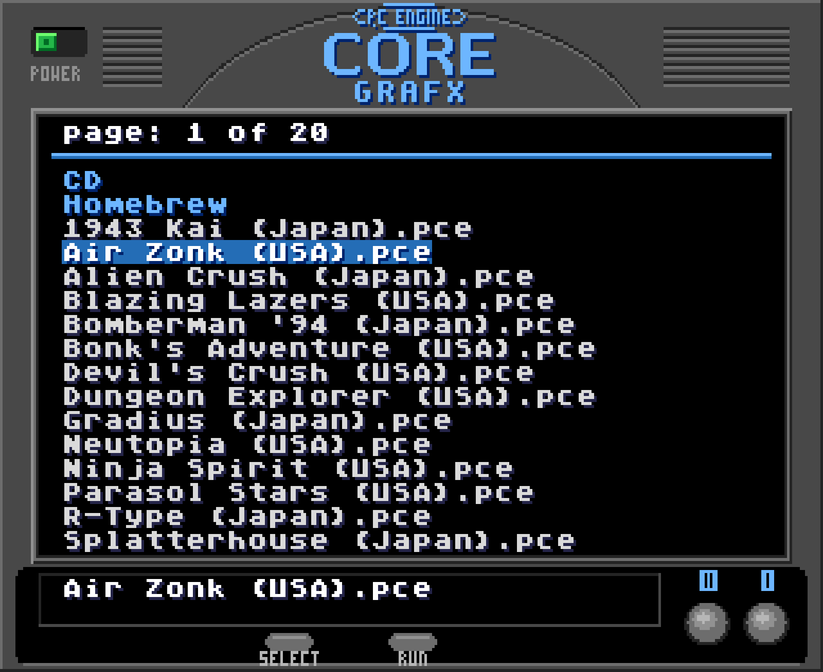 <PC ENGINE>
CORE
GRAFX
POWER
page: 1 of 20
CD
Homebrew
1943 Kai (Japan).pce
Air Zonk (USA).pce
Alien Crush (Japan).pce
Blazing Lazers (USA).pce
Bomberman '94 (Japan).pce
Bonk's Adventure (USA).pce
Devil's Crush (USA).pce
Dungeon Explorer (USA).pce
Gradius (Japan).pce
Neutopia (USA).pce
Ninja Spirit (USA).pce
Parasol Stars (USA).pce
R-Type (Japan).pce
Splatterhouse (Japan).pce
Air Zonk (USA).pce
II I
SELECT RUN